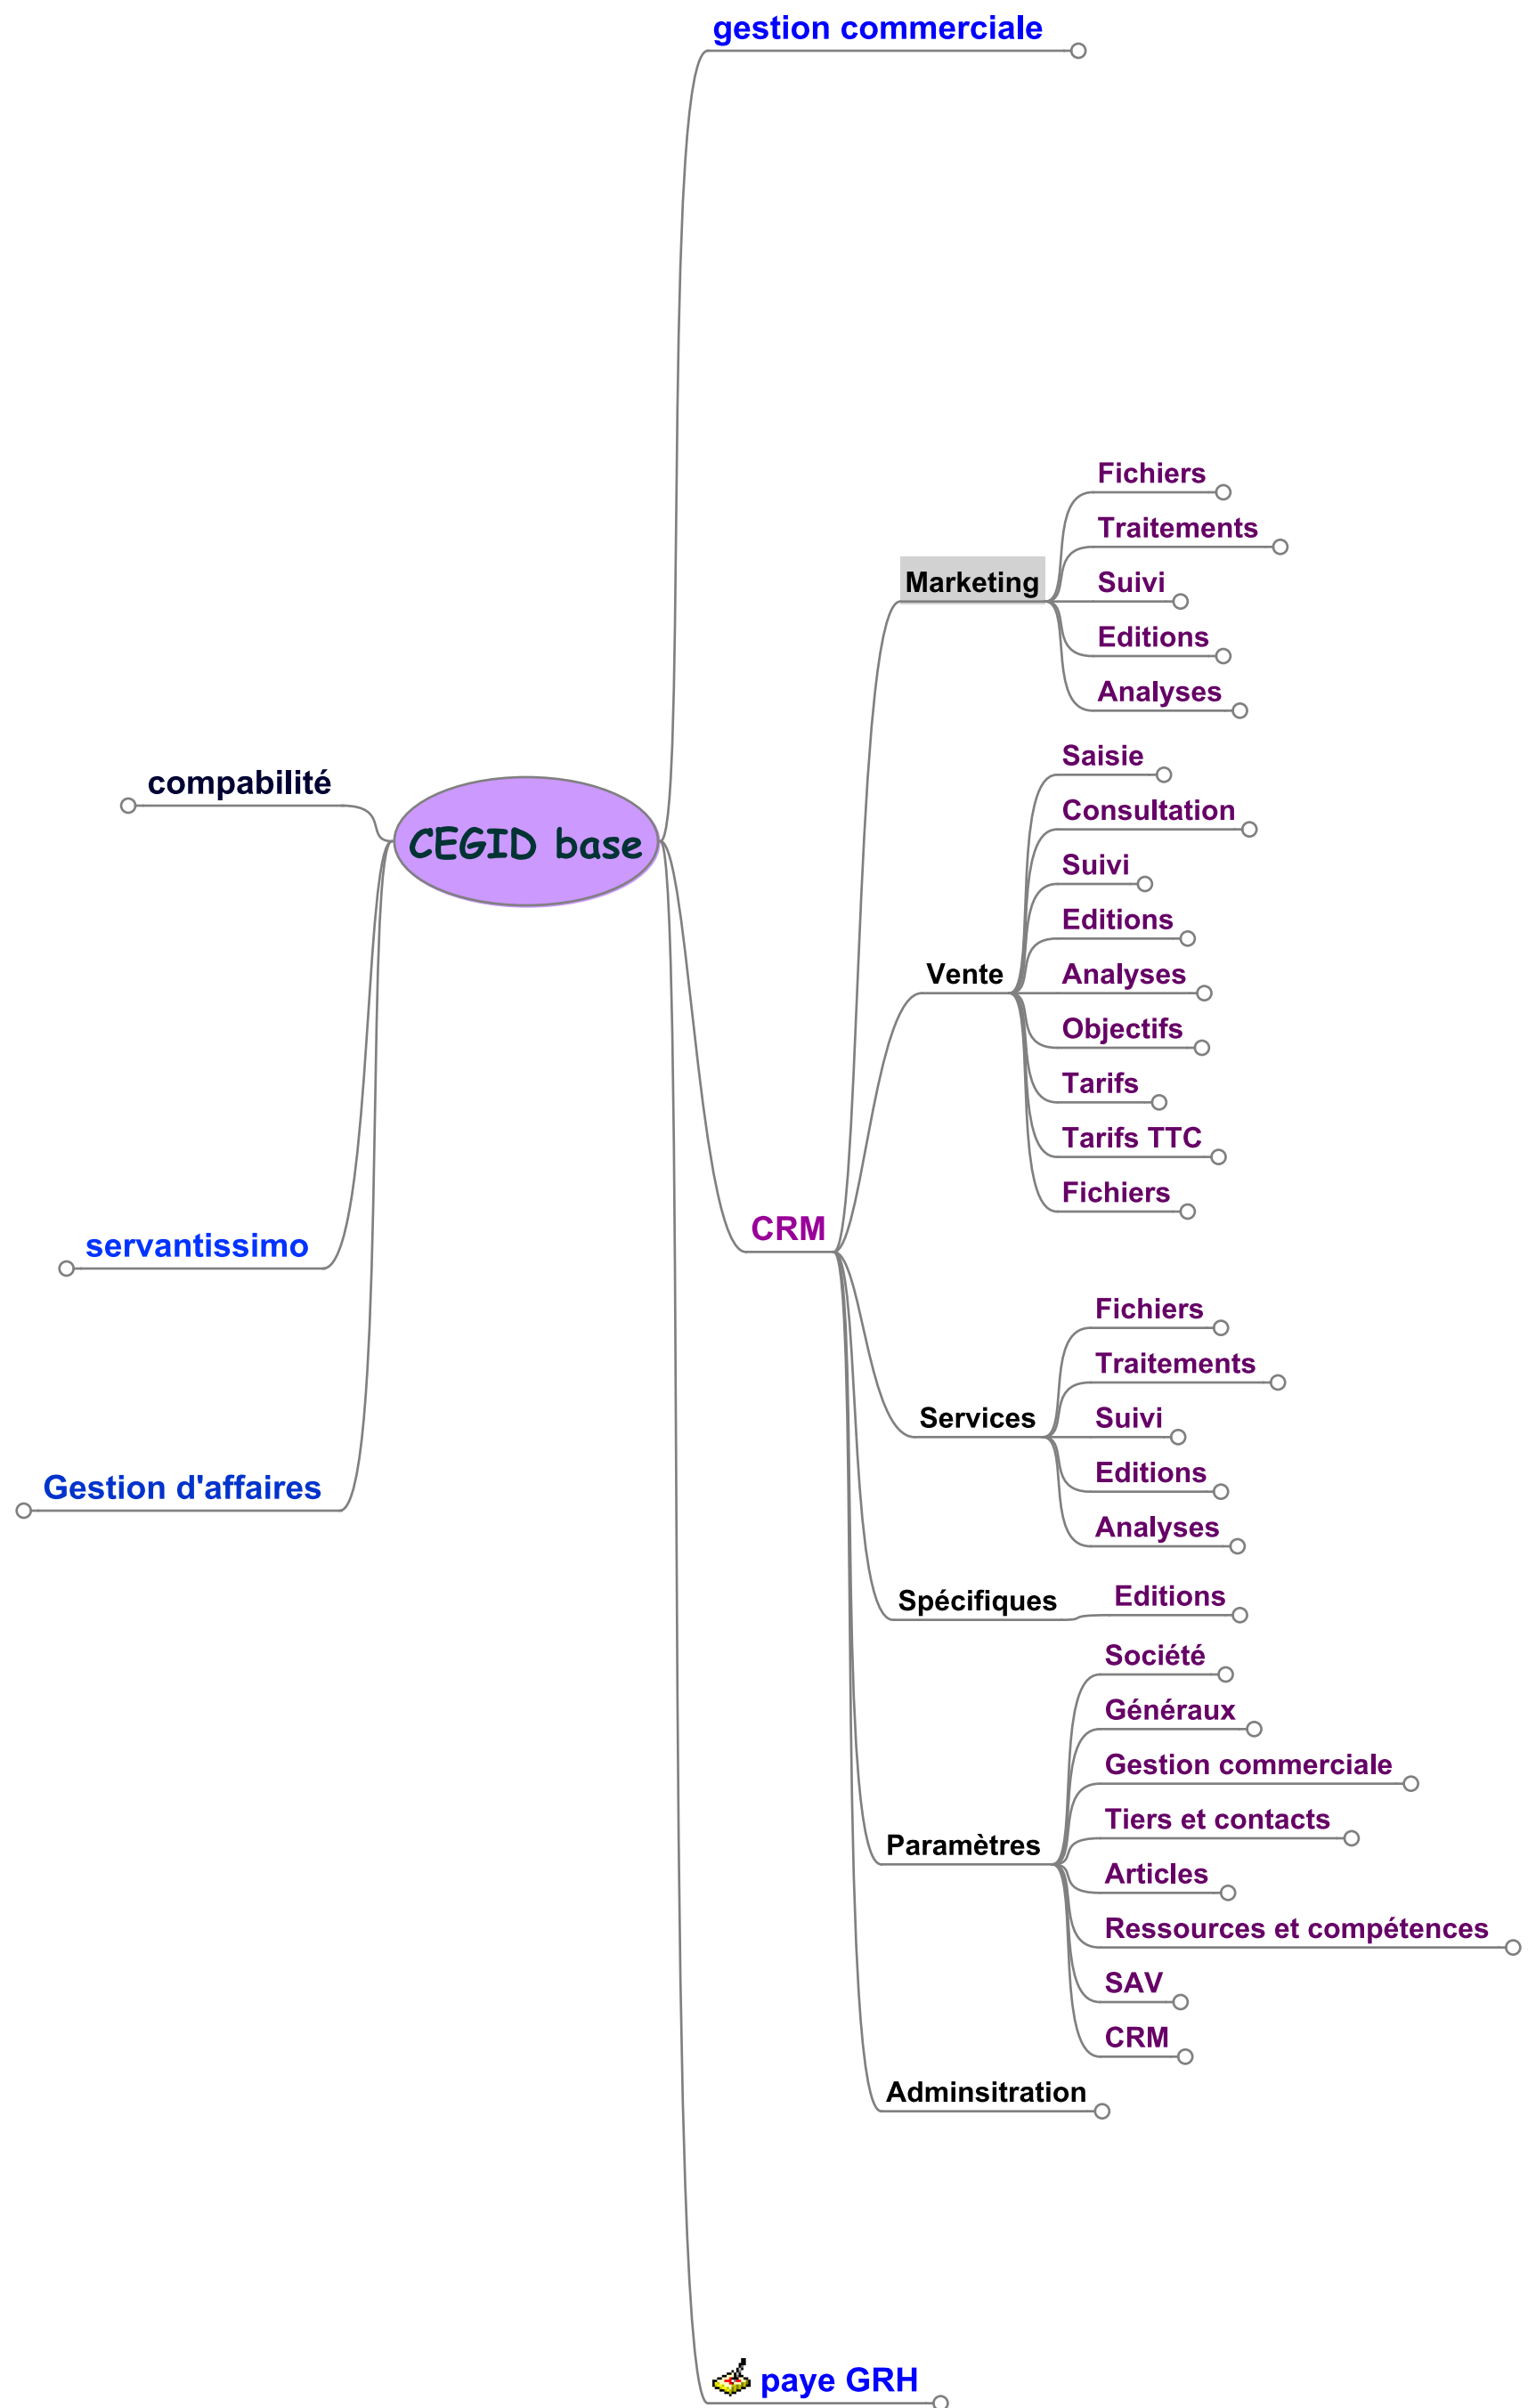 gestion commerciale
compabilité
CEGID base
servantissimo
Gestion d'affaires
CRM
Marketing
Fichiers
Traitements
Suivi
Editions
Analyses
Vente
Saisie
Consultation
Suivi
Editions
Analyses
Objectifs
Tarifs
Tarifs TTC
Fichiers
Services
Fichiers
Traitements
Suivi
Editions
Analyses
Spécifiques
Editions
Paramètres
Société
Généraux
Gestion commerciale
Tiers et contacts
Articles
Ressources et compétences
SAV
CRM
Adminsitration
paye GRH